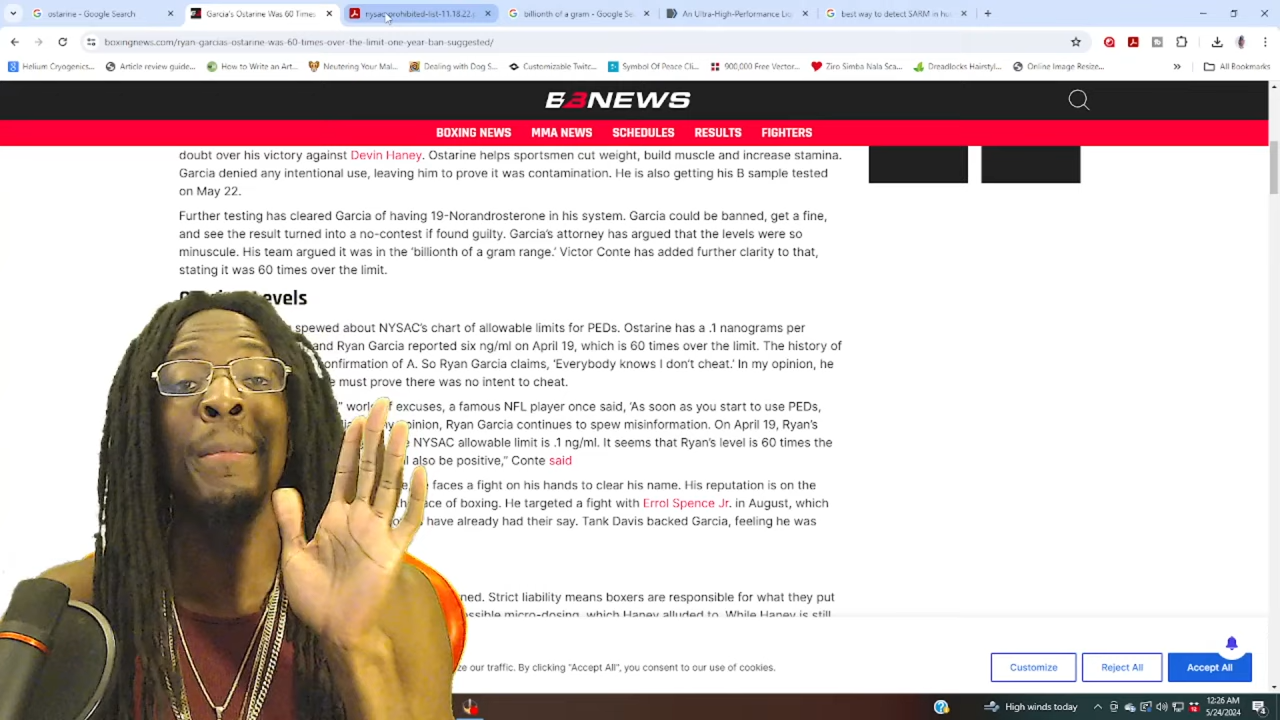 ostarine - Google Search
Garcia's Ostarine Was 60 Times
nysac-prohibited-list-11.18.22.
billionth of a gram - Google Se
An Ultra-High-Performance Liq
best way to detect SARM in hu
boxingnews.com/ryan-garcias-ostarine-was-60-times-over-the-limit-one-year-ban-suggested/
Helium Cryogenics... Article review guide... How to Write an Art... Neutering Your Mal... Dealing with Dog S... Customizable Twitc... Symbol Of Peace Cli... 900,000 Free Vector... Ziro Simba Nala Sca... Dreadlocks Hairstyl... Online Image Resize... » All Bookmarks
B3NEWS
BOXING NEWS MMA NEWS SCHEDULES RESULTS FIGHTERS
doubt over his victory against Devin Haney. Ostarine helps sportsmen cut weight, build muscle and increase stamina.
Garcia denied any intentional use, leaving him to prove it was contamination. He is also getting his B sample tested
on May 22.
Further testing has cleared Garcia of having 19-Norandrosterone in his system. Garcia could be banned, get a fine,
and see the result turned into a no-contest if found guilty. Garcia's attorney has argued that the levels were so
minuscule. His team argued it was in the 'billionth of a gram range.' Victor Conte has added further clarity to that,
stating it was 60 times over the limit.
evels
spewed about NYSAC's chart of allowable limits for PEDs. Ostarine has a .1 nanograms per
and Ryan Garcia reported six ng/ml on April 19, which is 60 times over the limit. The history of
onfirmation of A. So Ryan Garcia claims, 'Everybody knows I don't cheat.' In my opinion, he
e must prove there was no intent to cheat.
" world of excuses, a famous NFL player once said, 'As soon as you start to use PEDs,
opinion, Ryan Garcia continues to spew misinformation. On April 19, Ryan's
e NYSAC allowable limit is .1 ng/ml. It seems that Ryan's level is 60 times the
l also be positive," Conte said
e faces a fight on his hands to clear his name. His reputation is on the
ace of boxing. He targeted a fight with Errol Spence Jr. in August, which
have already had their say. Tank Davis backed Garcia, feeling he was
ned. Strict liability means boxers are responsible for what they put
ssible micro-dosing, which Haney alluded to. While Haney is still
ze our traffic. By clicking "Accept All", you consent to our use of cookies.
Customize Reject All Accept All
High winds today
12:26 AM
5/24/2024